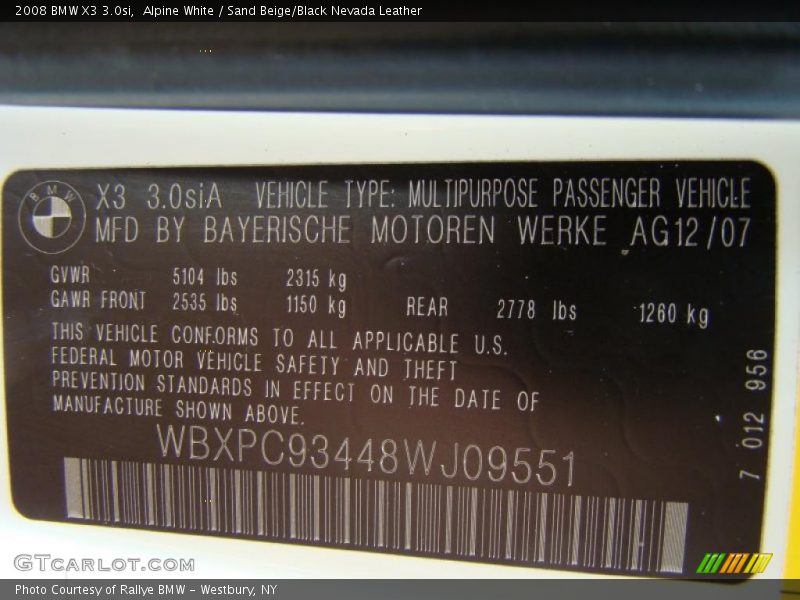 2008 BMW X3 3.0si,  Alpine White / Sand Beige/Black Nevada Leather
BMW
X3 3.0siA VEHICLE TYPE: MULTIPURPOSE PASSENGER VEHICLE
MFD BY BAYERISCHE MOTOREN WERKE AG 12/07
GVWR 5104 lbs 2315 kg
GAWR FRONT 2535 lbs 1150 kg REAR 2778 lbs 1260 kg
THIS VEHICLE CONFORMS TO ALL APPLICABLE U.S.
FEDERAL MOTOR VEHICLE SAFETY AND THEFT
PREVENTION STANDARDS IN EFFECT ON THE DATE OF
MANUFACTURE SHOWN ABOVE.
WBXPC93448WJ09551
7 012 956
GTCARLOT.COM
Photo Courtesy of Rallye BMW - Westbury, NY